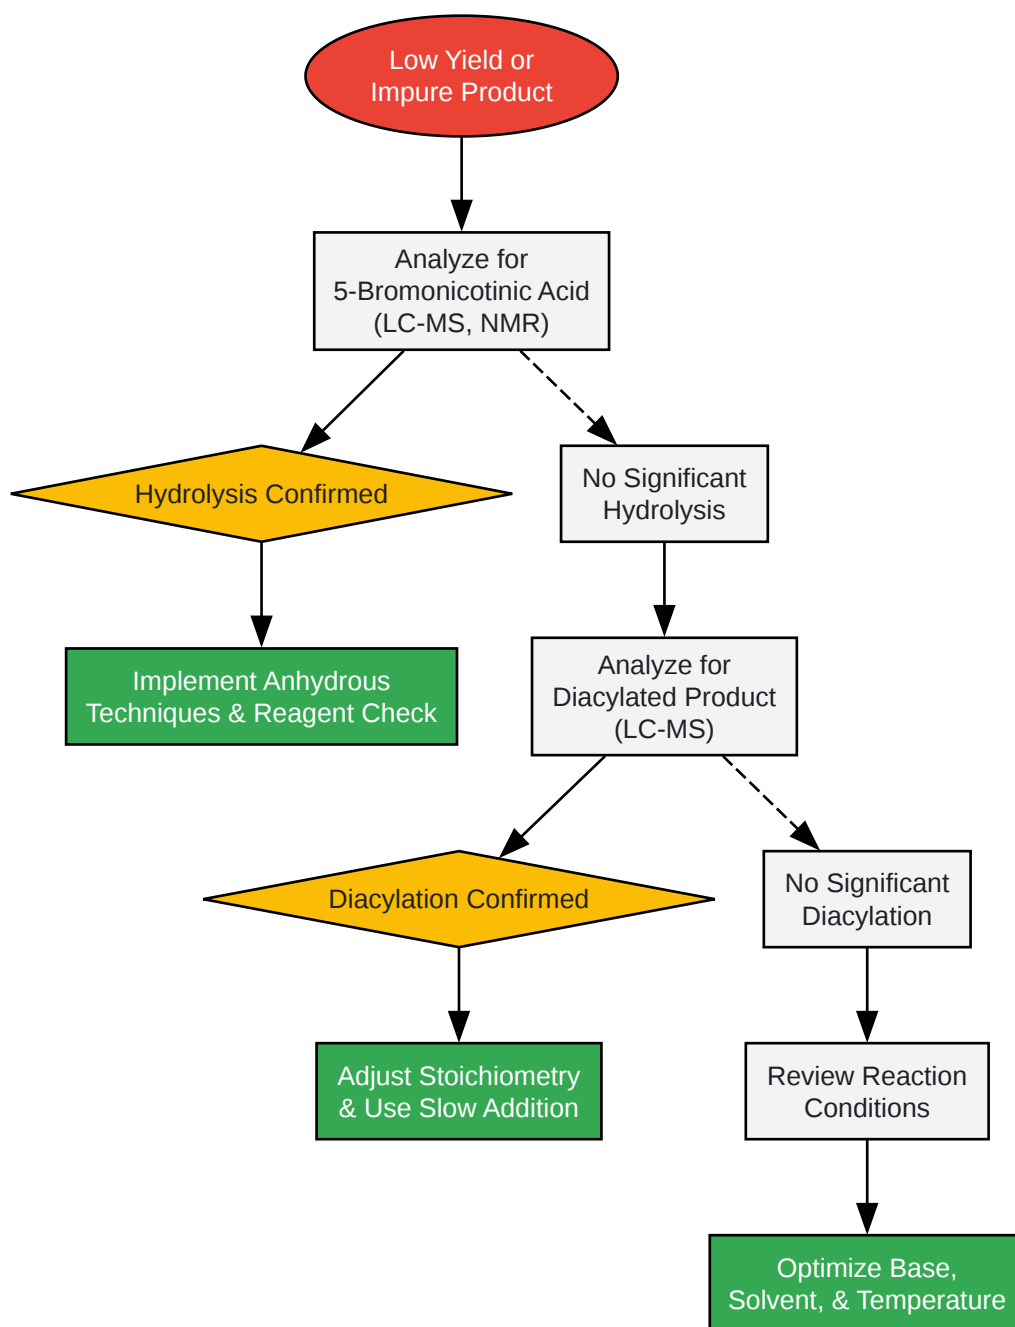 Low Yield or
Impure Product
Analyze for
5-Bromonicotinic Acid
(LC-MS, NMR)
Hydrolysis Confirmed
No Significant
Hydrolysis
Implement Anhydrous
Techniques & Reagent Check
Analyze for
Diacylated Product
(LC-MS)
Diacylation Confirmed
No Significant
Diacylation
Adjust Stoichiometry
& Use Slow Addition
Review Reaction
Conditions
Optimize Base,
Solvent, & Temperature